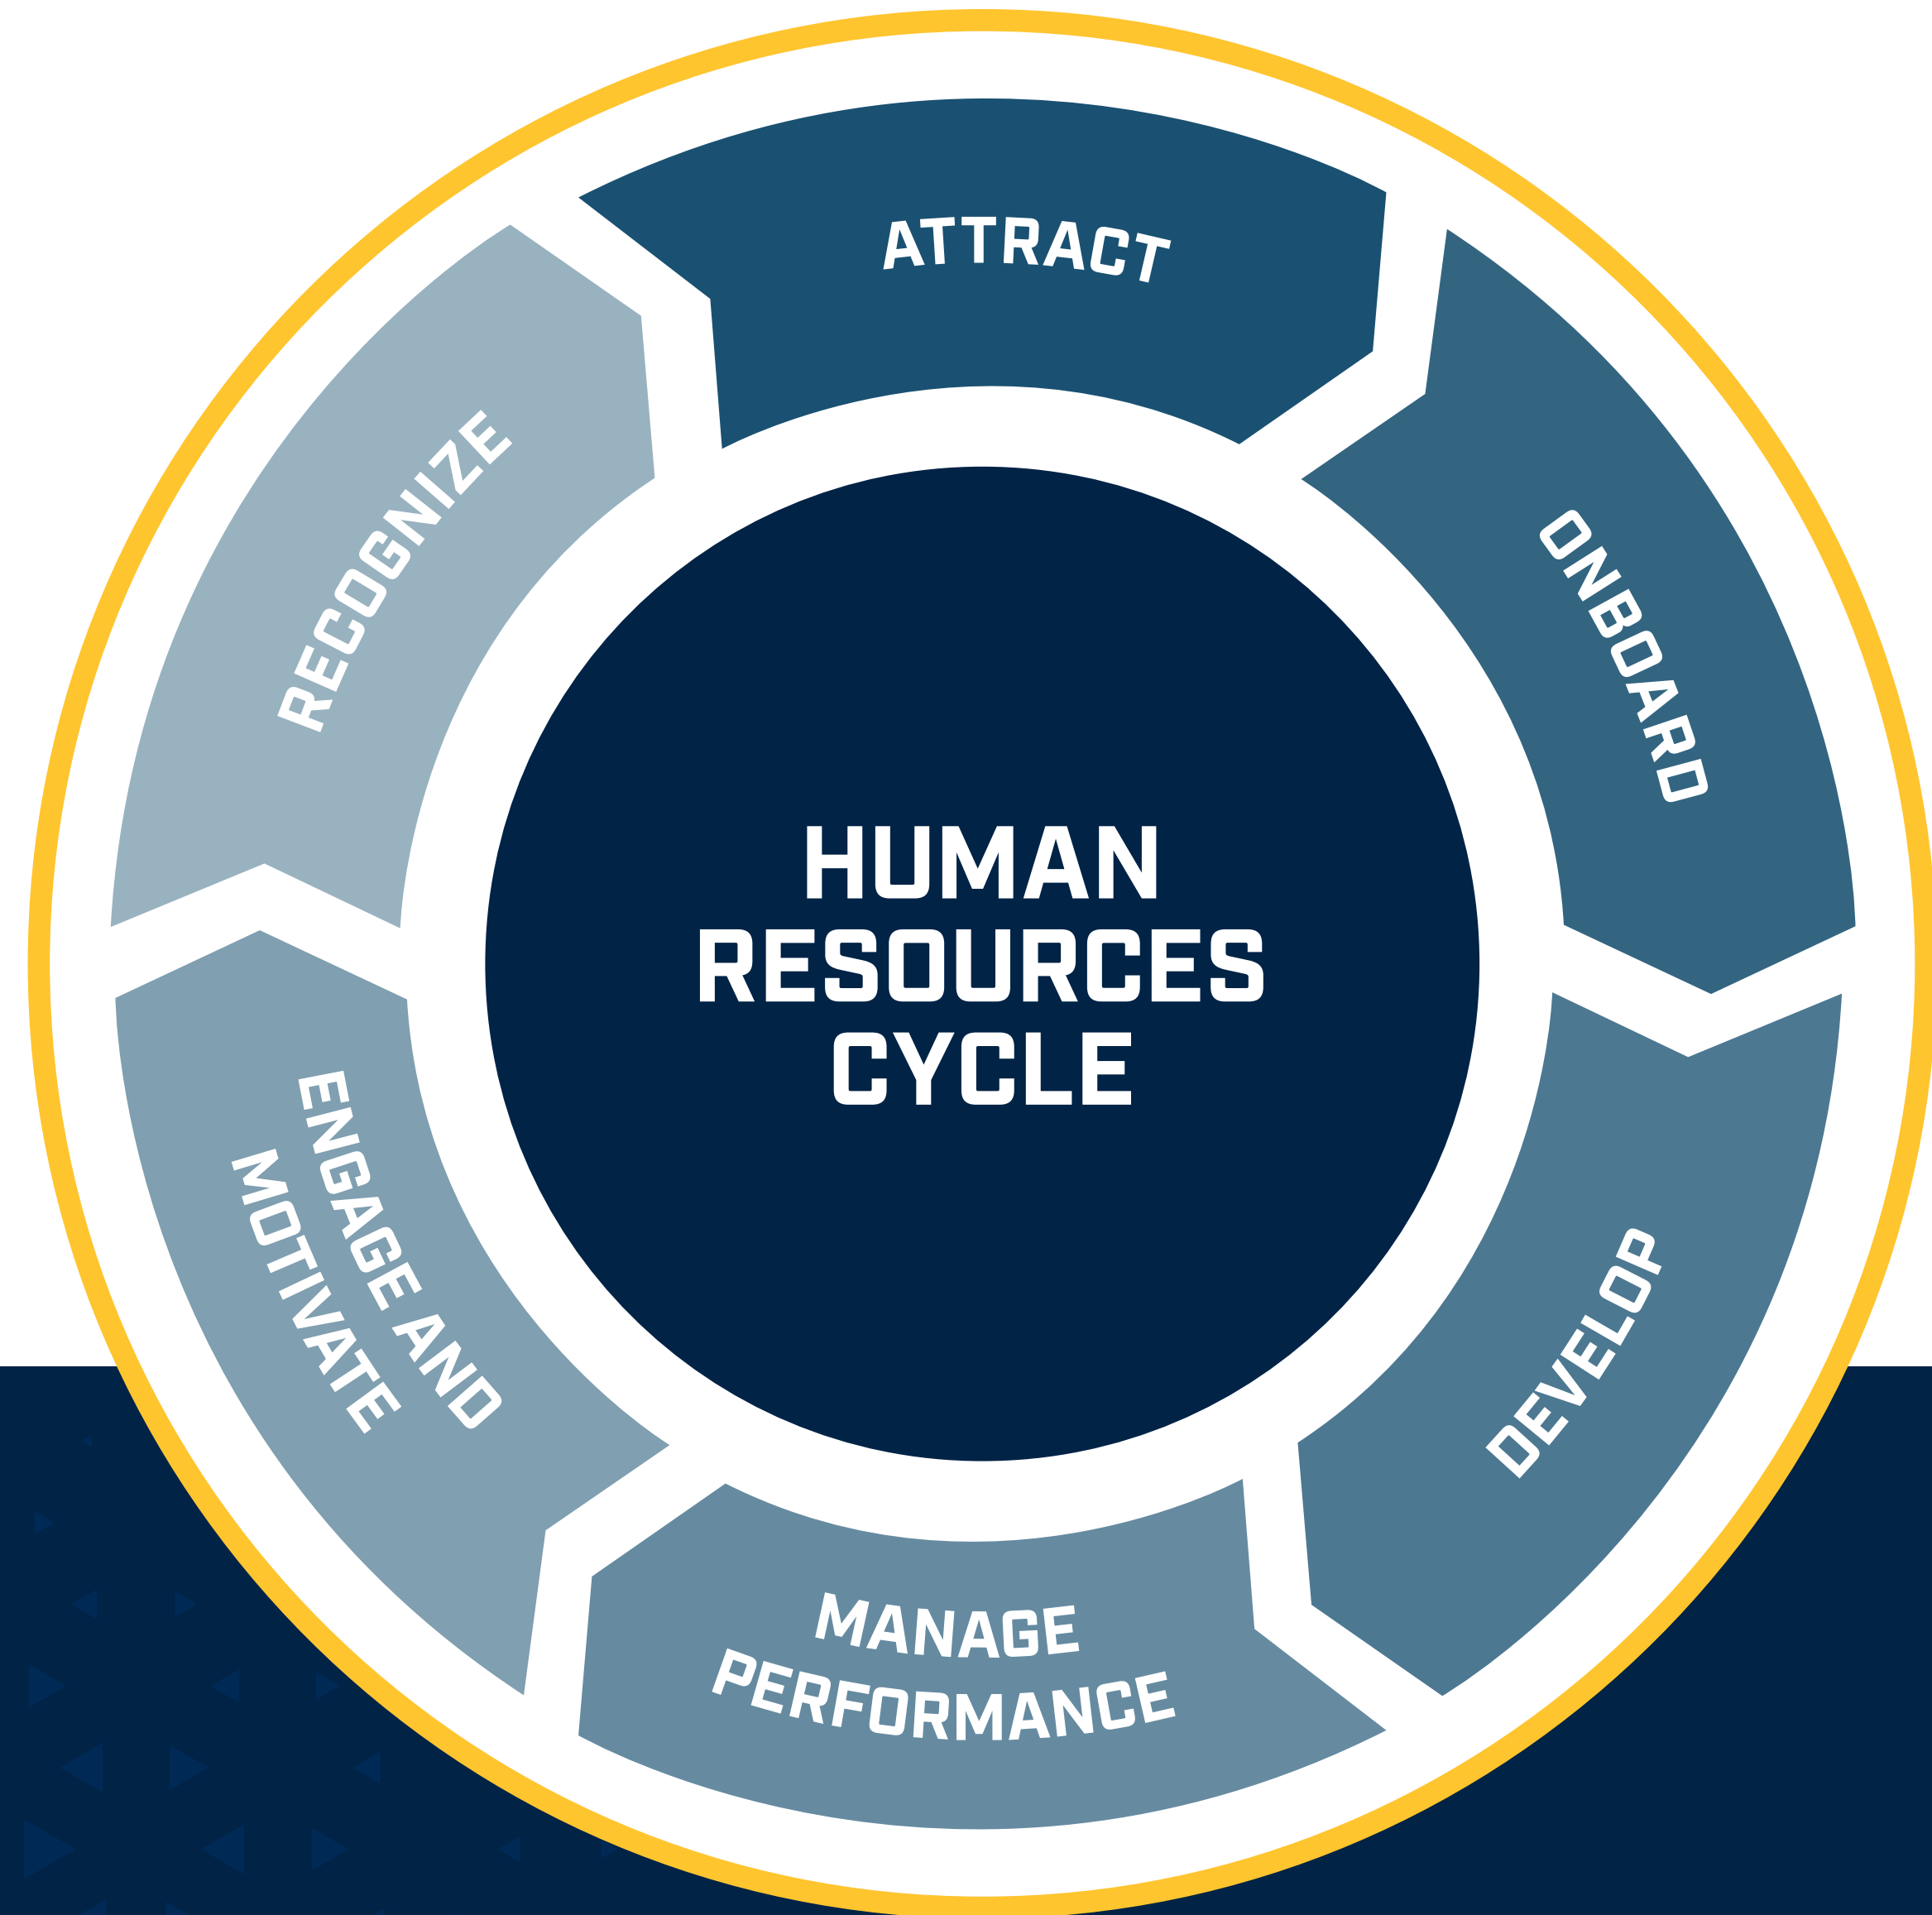 HUMAN
RESOURCES
CYCLE
ATTRACT
ONBOARD
DEVELOP
MANAGE
PERFORMANCE
ENGAGE AND
MOTIVATE
RECOGNIZE